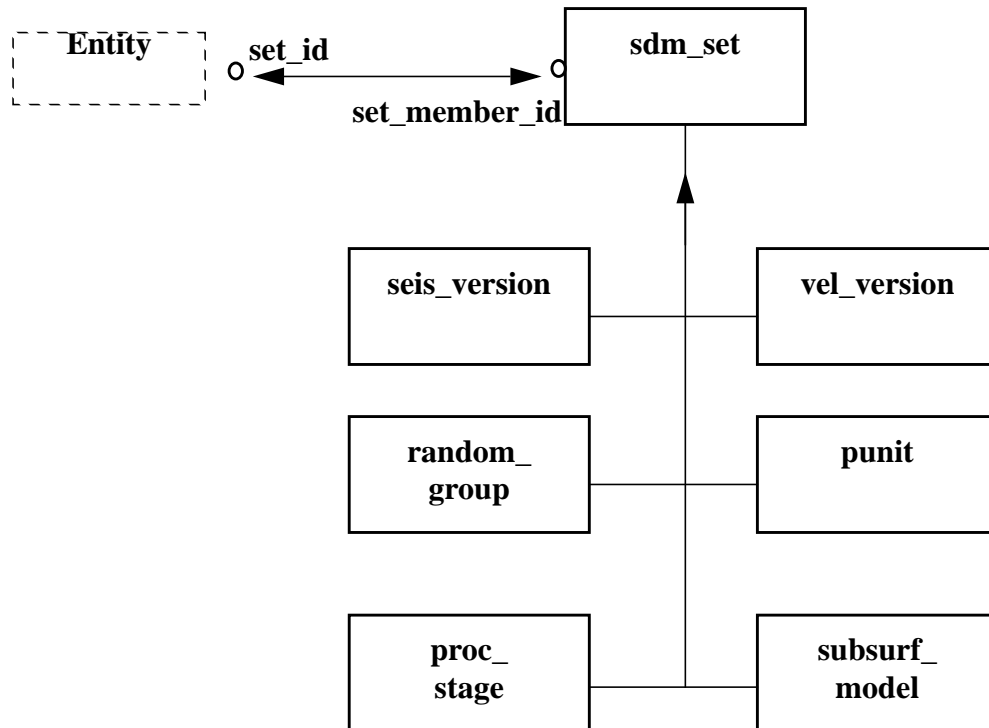 Entity
set_id
sdm_set
set_member_id
seis_version
vel_version
random_
group
punit
proc_
stage
subsurf_
model